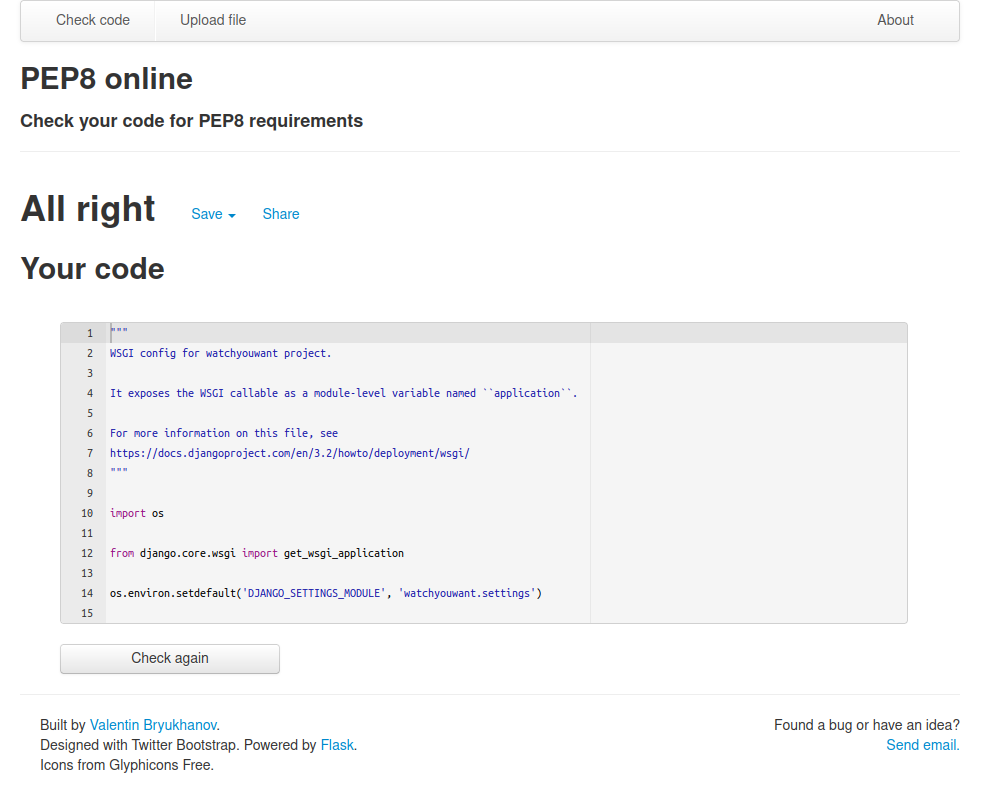 Check code Upload file About
PEP8 online
Check your code for PEP8 requirements
All right Save Share
Your code
1 """
2 WSGI config for watchyouwant project.
3
4 It exposes the WSGI callable as a module-level variable named ``application``.
5
6 For more information on this file, see
7 https://docs.djangoproject.com/en/3.2/howto/deployment/wsgi/
8 """
9
10 import os
11
12 from django.core.wsgi import get_wsgi_application
13
14 os.environ.setdefault('DJANGO_SETTINGS_MODULE', 'watchyouwant.settings')
15
Check again
Built by Valentin Bryukhanov. Found a bug or have an idea?
Designed with Twitter Bootstrap. Powered by Flask. Send email.
Icons from Glyphicons Free.